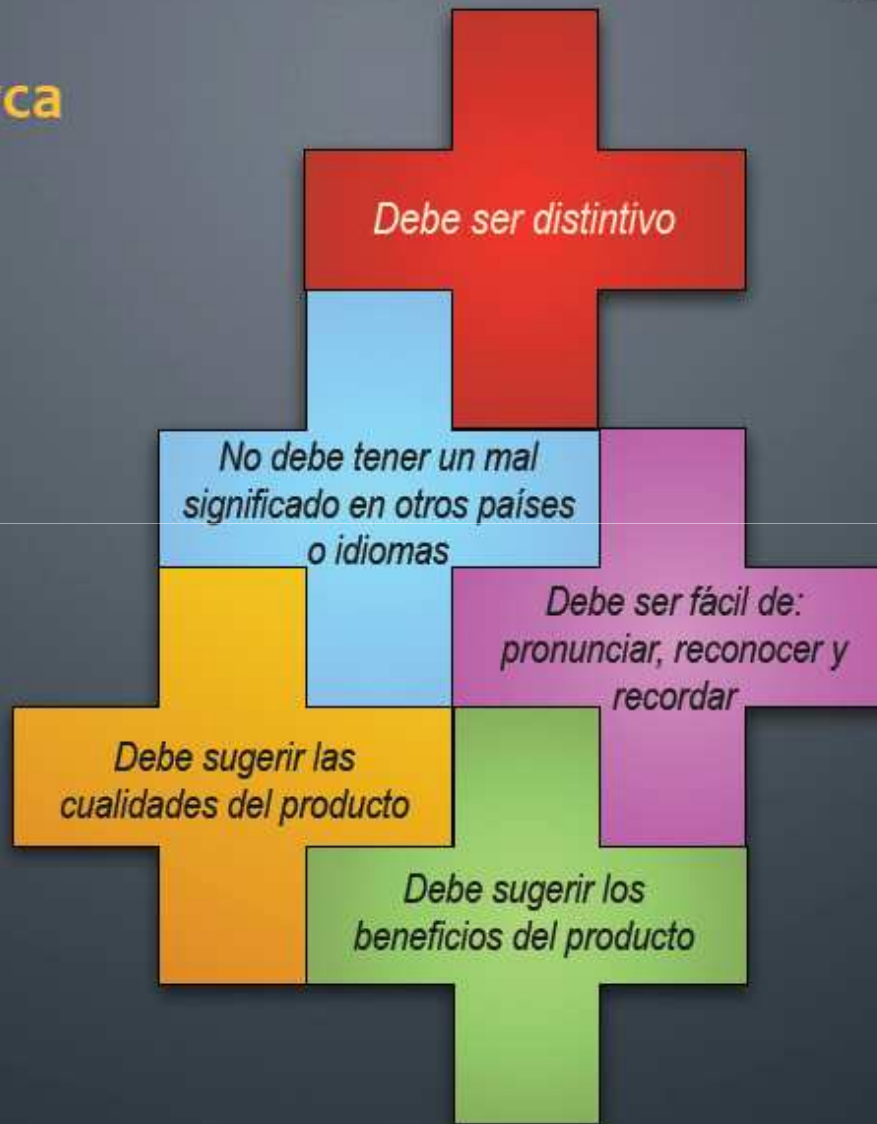 Debe ser distintivo
No debe tener un mal
significado en otros países
o idiomas
Debe ser fácil de:
pronunciar, reconocer y
recordar
Debe sugerir las
cualidades del producto
Debe sugerir los
beneficios del producto